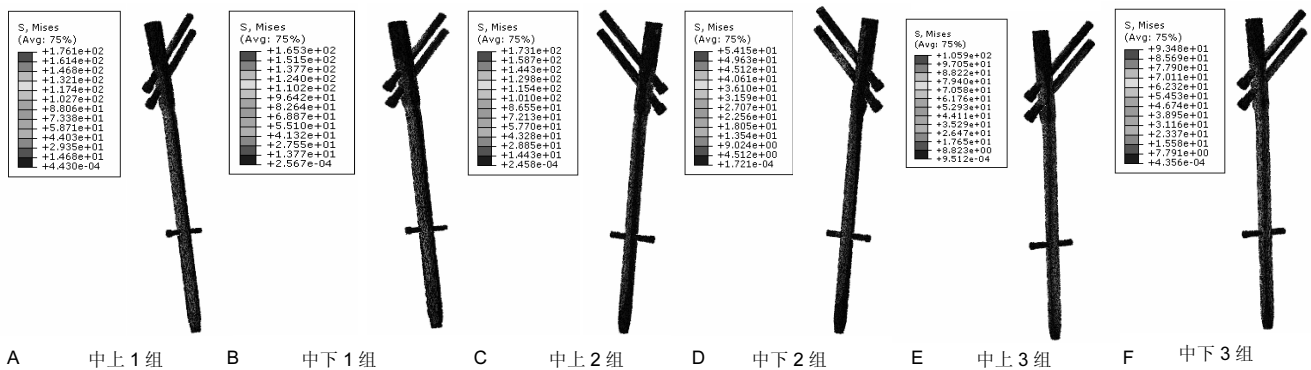 S, Mises
(Avg: 75%)
+1.761e+02
+1.614e+02
+1.468e+02
+1.321e+02
+1.174e+02
+1.027e+02
+8.806e+01
+7.338e+01
+5.871e+01
+4.403e+01
+2.935e+01
+1.468e+01
+4.430e-04
S, Mises
(Avg: 75%)
+1.653e+02
+1.515e+02
+1.377e+02
+1.240e+02
+1.102e+02
+9.642e+01
+8.264e+01
+6.887e+01
+5.510e+01
+4.132e+01
+2.755e+01
+1.377e+01
+2.567e-04
S, Mises
(Avg: 75%)
+1.731e+02
+1.587e+02
+1.443e+02
+1.298e+02
+1.154e+02
+1.010e+02
+8.655e+01
+7.213e+01
+5.770e+01
+4.328e+01
+2.885e+01
+1.443e+01
+2.458e-04
S, Mises
(Avg: 75%)
+5.415e+01
+4.963e+01
+4.512e+01
+4.061e+01
+3.610e+01
+3.159e+01
+2.707e+01
+2.256e+01
+1.805e+01
+1.354e+01
+9.024e+00
+4.512e+00
+1.721e-04
S, Mises
(Avg: 75%)
+1.059e+02
+9.705e+01
+8.822e+01
+7.940e+01
+7.058e+01
+6.176e+01
+5.293e+01
+4.411e+01
+3.529e+01
+2.647e+01
+1.765e+01
+8.823e+00
+9.512e-04
S, Mises
(Avg: 75%)
+9.348e+01
+8.569e+01
+7.790e+01
+7.011e+01
+6.232e+01
+5.453e+01
+4.674e+01
+3.895e+01
+3.116e+01
+2.337e+01
+1.558e+01
+7.791e+00
+4.356e-04
A 中上 1 组
B 中下 1 组
C 中上 2 组
D 中下 2 组
E 中上 3 组
F 中下 3 组